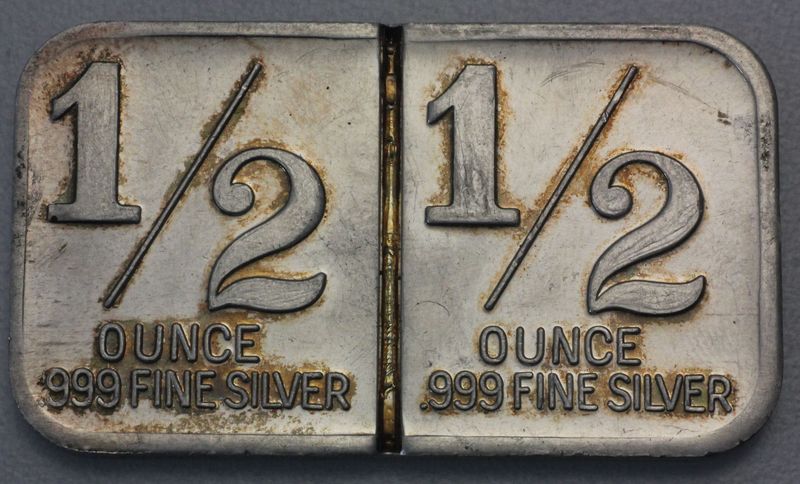 1/2 1/2
OUNCE OUNCE
.999 FINE SILVER .999 FINE SILVER